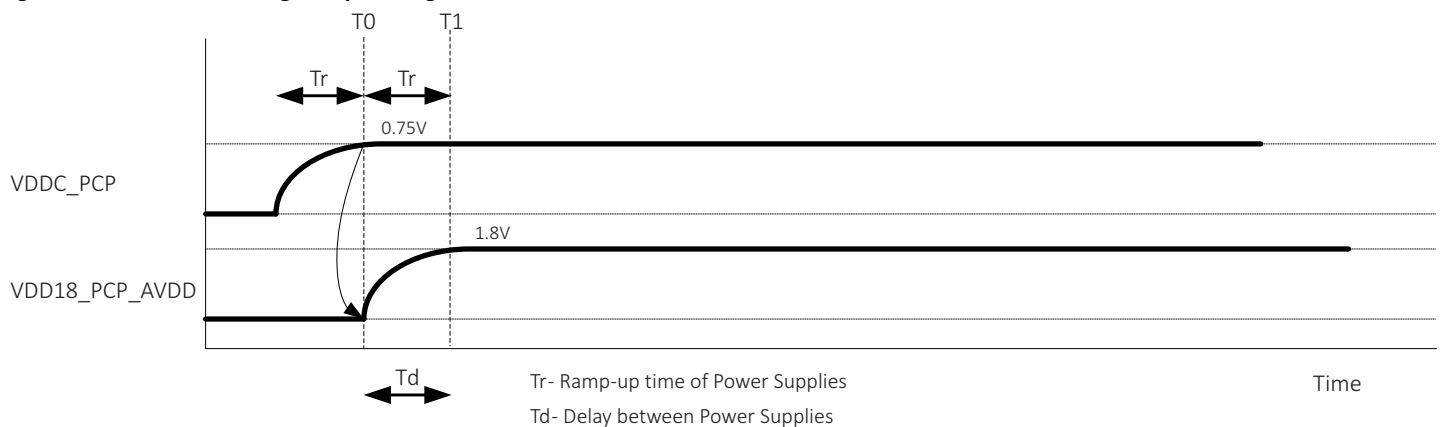 T0 T1
Tr Tr
0.75V
VDDC_PCP
1.8V
VDD18_PCP_AVDD
Td
Tr- Ramp-up time of Power Supplies
Time
Td- Delay between Power Supplies